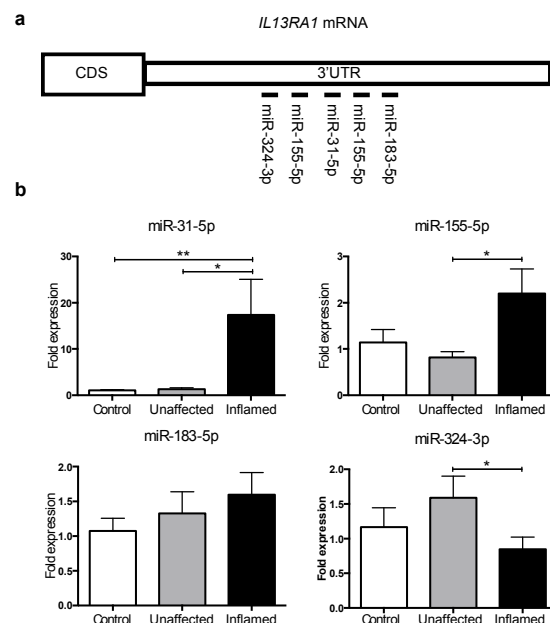 a
IL13RA1 mRNA
CDS
3'UTR
miR-324-3p
miR-155-5p
miR-31-5p
miR-155-5p
miR-183-5p
b
miR-31-5p
Fold expression
30
20
10
0
**
*
Control Unaffected Inflamed
miR-155-5p
Fold expression
3
2
1
0
*
Control Unaffected Inflamed
miR-183-5p
Fold expression
2.0
1.5
1.0
0.5
0.0
Control Unaffected Inflamed
miR-324-3p
Fold expression
2.0
1.5
1.0
0.5
0.0
*
Control Unaffected Inflamed